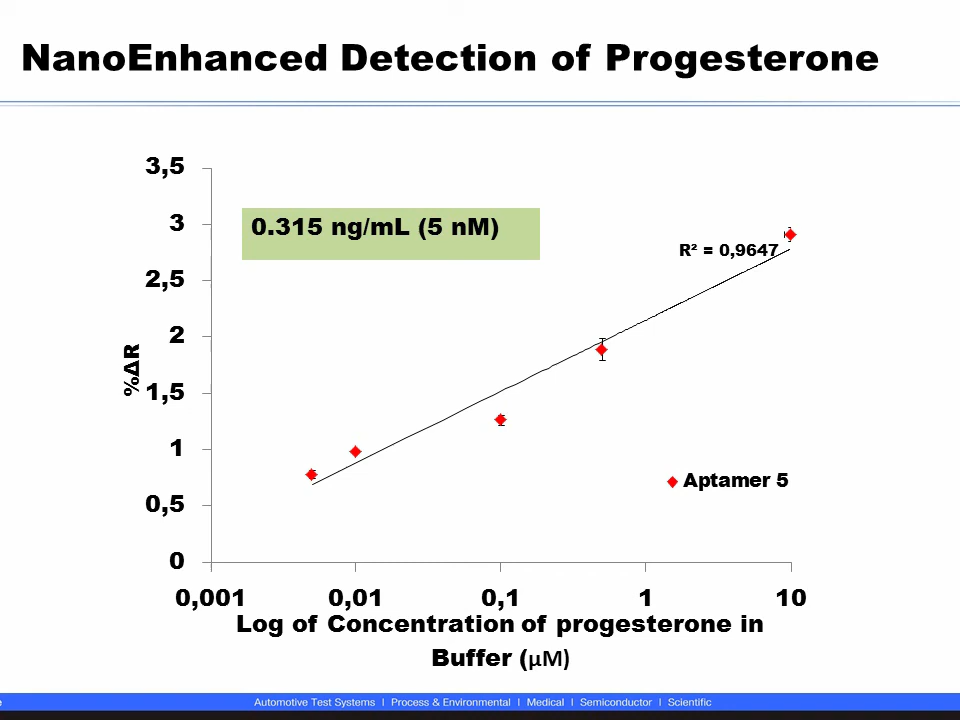 NanoEnhanced Detection of Progesterone
3,5
3
2,5
2
1,5
1
0,5
0
%ΔR
0.315 ng/mL (5 nM)
R² = 0,9647
Aptamer 5
0,001 0,01 0,1 1 10
Log of Concentration of progesterone in
Buffer (μM)
e Automotive Test Systems | Process & Environmental | Medical | Semiconductor | Scientific